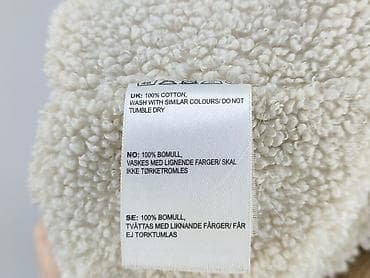 UK: 100% COTTON,
WASH WITH SIMILAR COLOURS/ DO NOT
TUMBLE DRY
NO: 100% BOMULL,
VASKES MED LIGNENDE FARGER/ SKAL
IKKE TØRKETROMLES
SE: 100% BOMULL,
TVÄTTAS MED LIKNANDE FÄRGER/ FÅR
EJ TORKTUMLAS